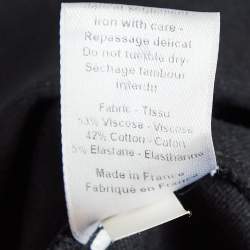 Iron with care -
Repassage délicat
Do not tumble dry-
Séchage tambour
interdit
Fabric - Tissu
53% Viscose - Viscose
42% Cotton - Coton
5% Elastane - Elasthanne
Made in France
Fabriqué en France